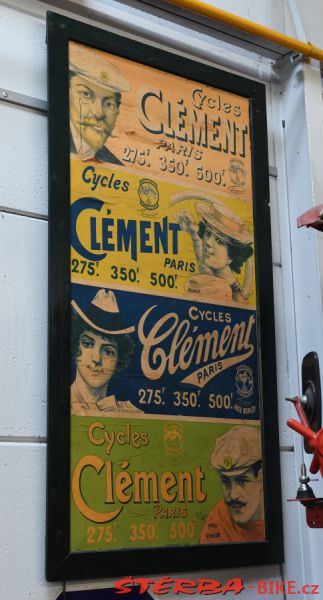 Cycles
CLÉMENT
PARIS
275F. 350F. 500F.
Cycles
CLÉMENT
PARIS
275F. 350F. 500F.
CYCLES
Clément
PARIS
275F. 350F. 500F.
Cycles
Clément
PARIS
275F. 350F. 500
ŠTĚRBA-BIKE.cz